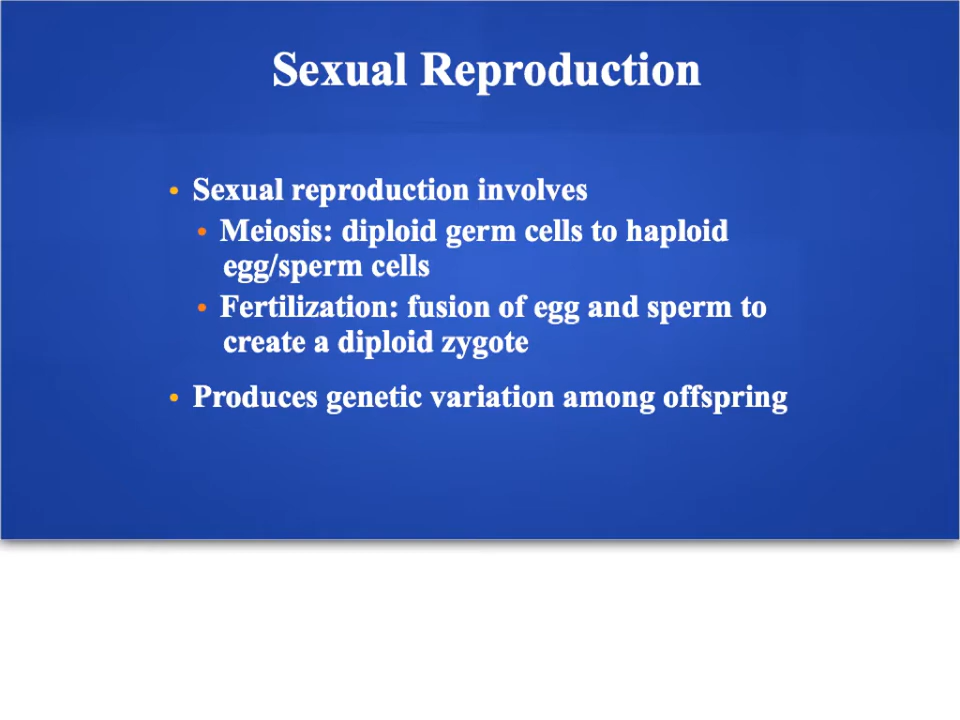 Sexual Reproduction
• Sexual reproduction involves
• Meiosis: diploid germ cells to haploid
egg/sperm cells
• Fertilization: fusion of egg and sperm to
create a diploid zygote
• Produces genetic variation among offspring